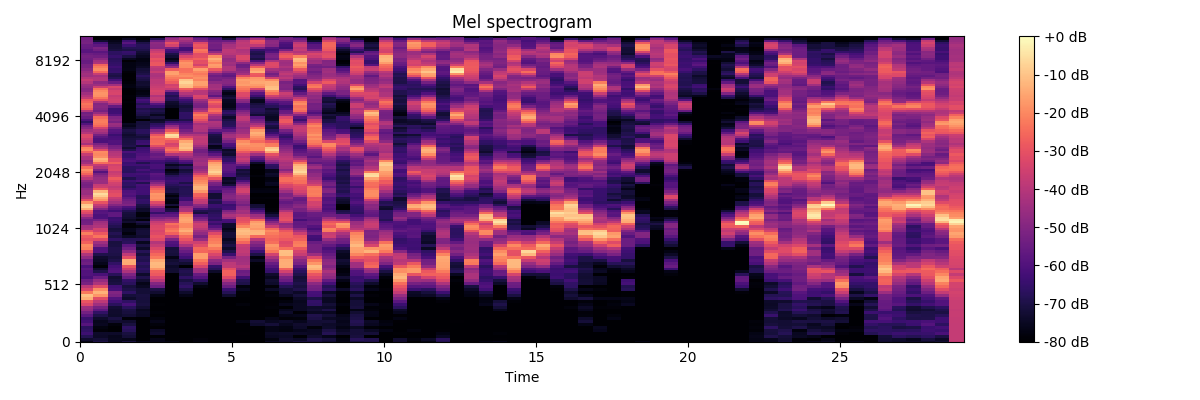 Mel spectrogram
8192
4096
2048
1024
512
0
Hz
0 5 10 15 20 25
Time
+0 dB
-10 dB
-20 dB
-30 dB
-40 dB
-50 dB
-60 dB
-70 dB
-80 dB